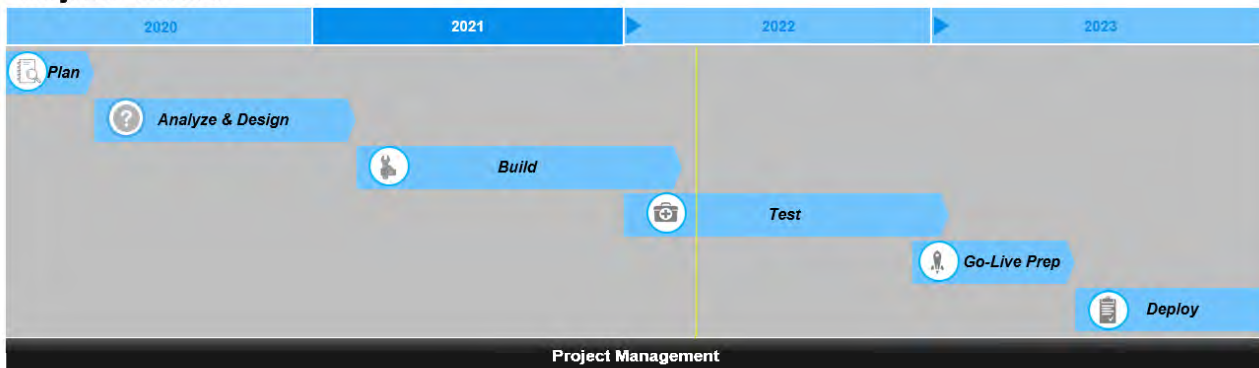 2020 2021 2022 2023
Plan
Analyze & Design
Build
Test
Go-Live Prep
Deploy
Project Management